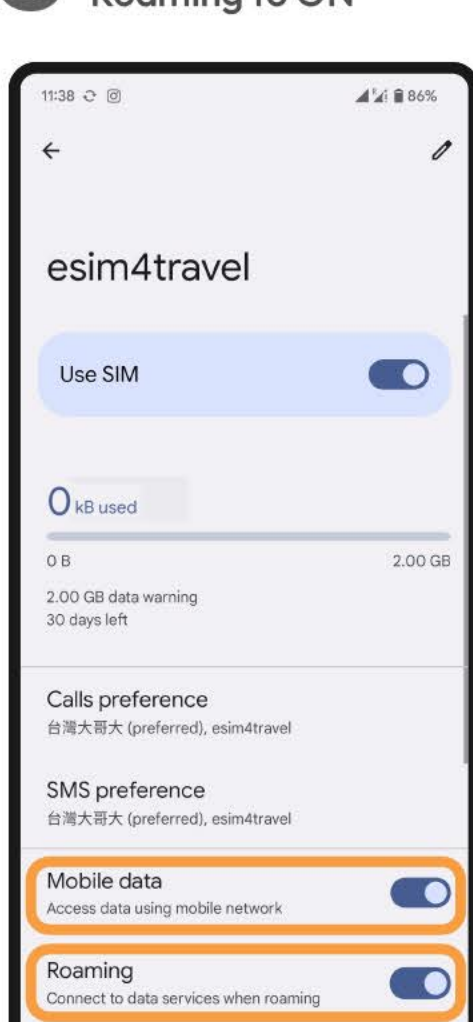 Roaming to ON
11:38
86%
esim4travel
Use SIM
0 kB used
0 B
2.00 GB
2.00 GB data warning
30 days left
Calls preference
台灣大哥大 (preferred), esim4travel
SMS preference
台灣大哥大 (preferred), esim4travel
Mobile data
Access data using mobile network
Roaming
Connect to data services when roaming